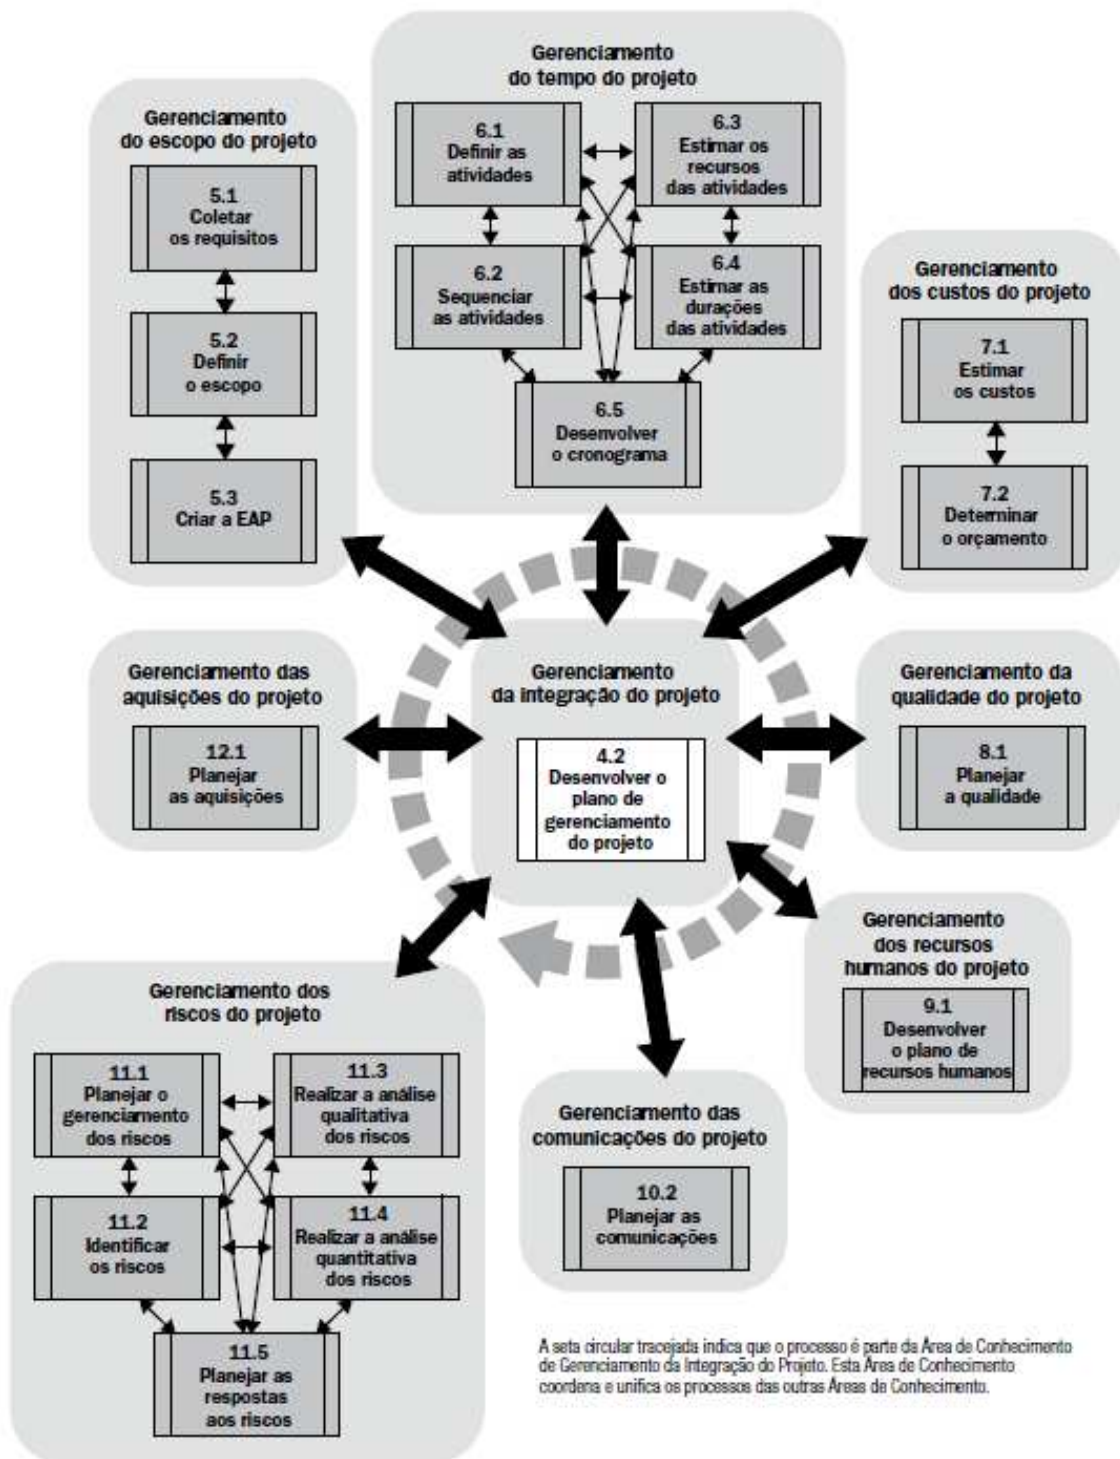 Gerenciamento
do tempo do projeto
6.1
Definir as
atividades
6.3
Estimar os
recursos
das atividades
6.2
Sequenciar
as atividades
6.4
Estimar as
durações
das atividades
6.5
Desenvolver
o cronograma
Gerenciamento
do escopo do projeto
5.1
Coletar
os requisitos
5.2
Definir
o escopo
5.3
Criar a EAP
Gerenciamento
dos custos do projeto
7.1
Estimar
os custos
7.2
Determinar
o orçamento
Gerenciamento das
aquisições do projeto
12.1
Planejar
as aquisições
Gerenciamento
da integração do projeto
4.2
Desenvolver o
plano de
gerenciamento
do projeto
Gerenciamento da
qualidade do projeto
8.1
Planejar
a qualidade
Gerenciamento
dos recursos
humanos do projeto
9.1
Desenvolver
o plano de
recursos humanos
Gerenciamento dos
riscos do projeto
11.1
Planejar o
gerenciamento
dos riscos
11.3
Realizar a análise
qualitativa
dos riscos
11.2
Identificar
os riscos
11.4
Realizar a análise
quantitativa
dos riscos
11.5
Planejar as
respostas
aos riscos
Gerenciamento das
comunicações do projeto
10.2
Planejar as
comunicações
A seta circular tracejada indica que o processo é parte da Área de Conhecimento
de Gerenciamento da Integração do Projeto. Esta Área de Conhecimento
coordena e unifica os processos das outras Áreas de Conhecimento.